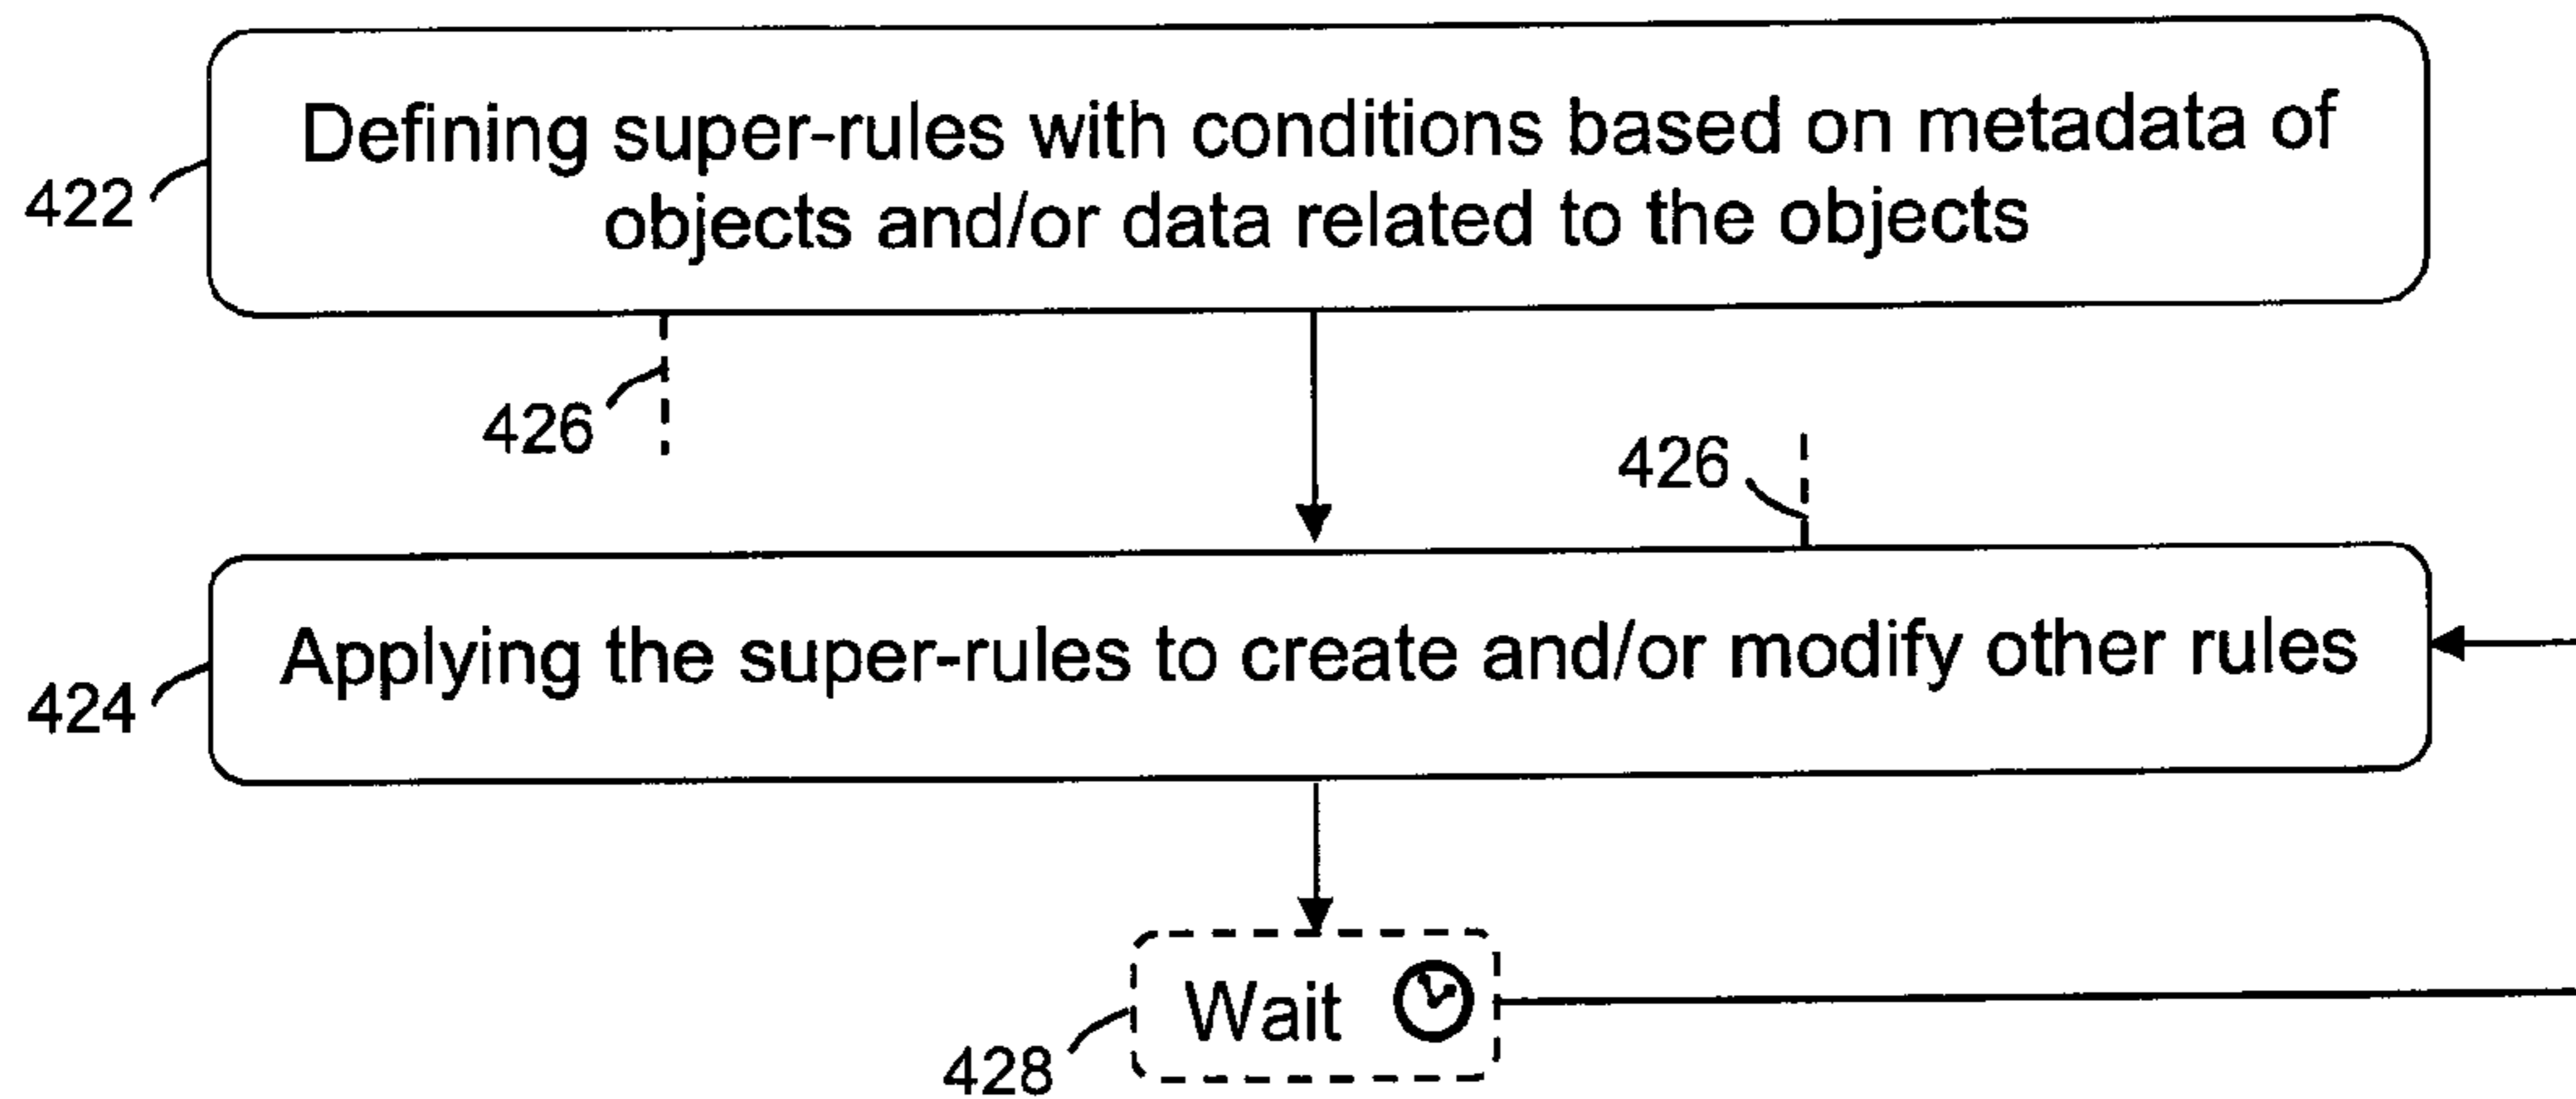 Defining super-rules with conditions based on metadata of
objects and/or data related to the objects
422
426
426
Applying the super-rules to create and/or modify other rules
424
Wait
428